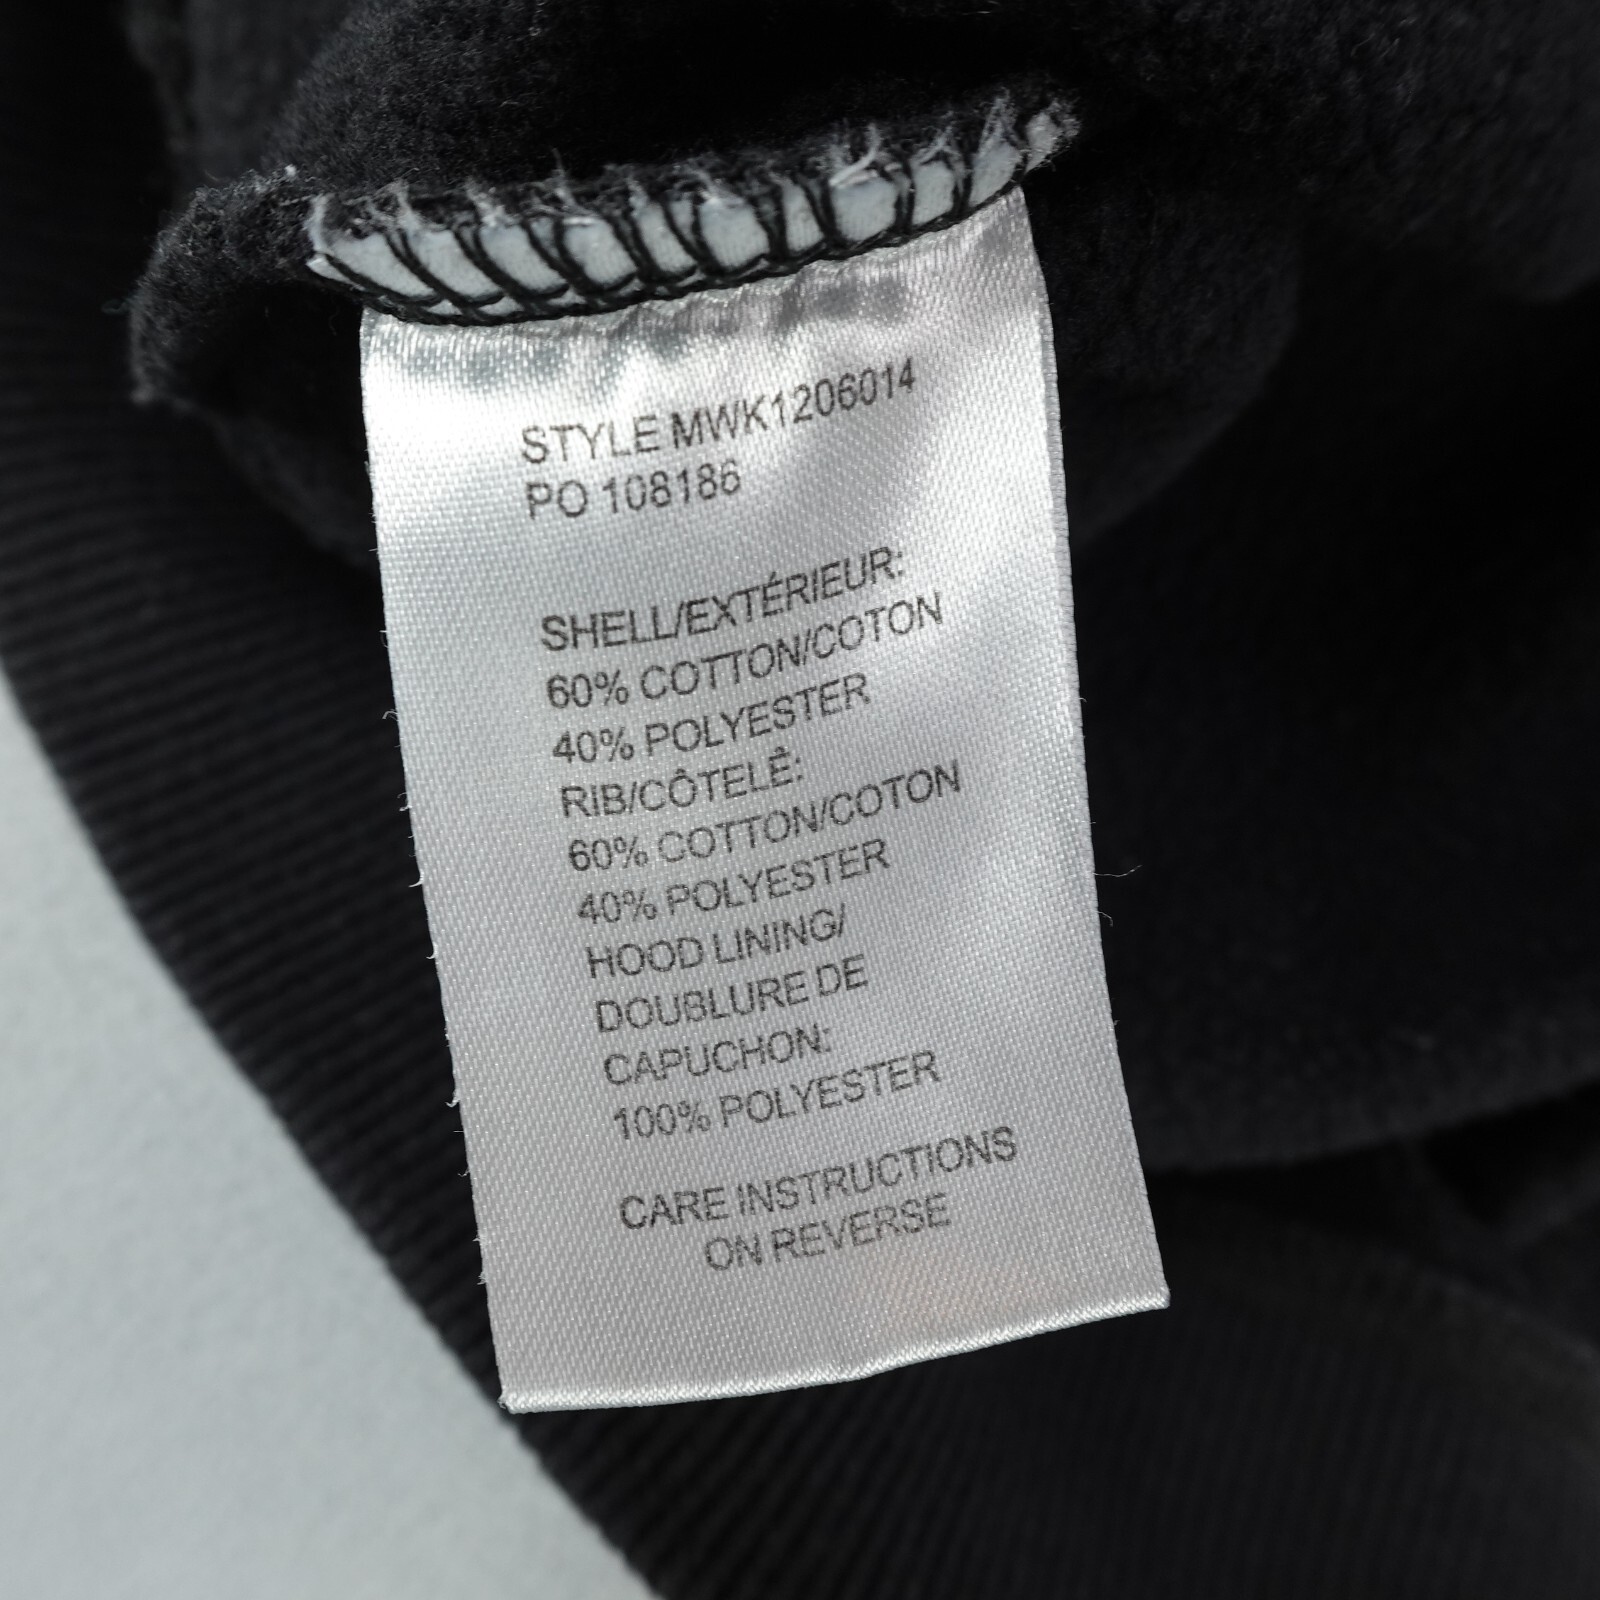 STYLE MWK1206014
PO 108186
SHELL/EXTÉRIEUR:
60% COTTON/COTON
40% POLYESTER
RIB/CÔTELÊ:
60% COTTON/COTON
40% POLYESTER
HOOD LINING/
DOUBLURE DE
CAPUCHON:
100% POLYESTER
CARE INSTRUCTIONS
ON REVERSE